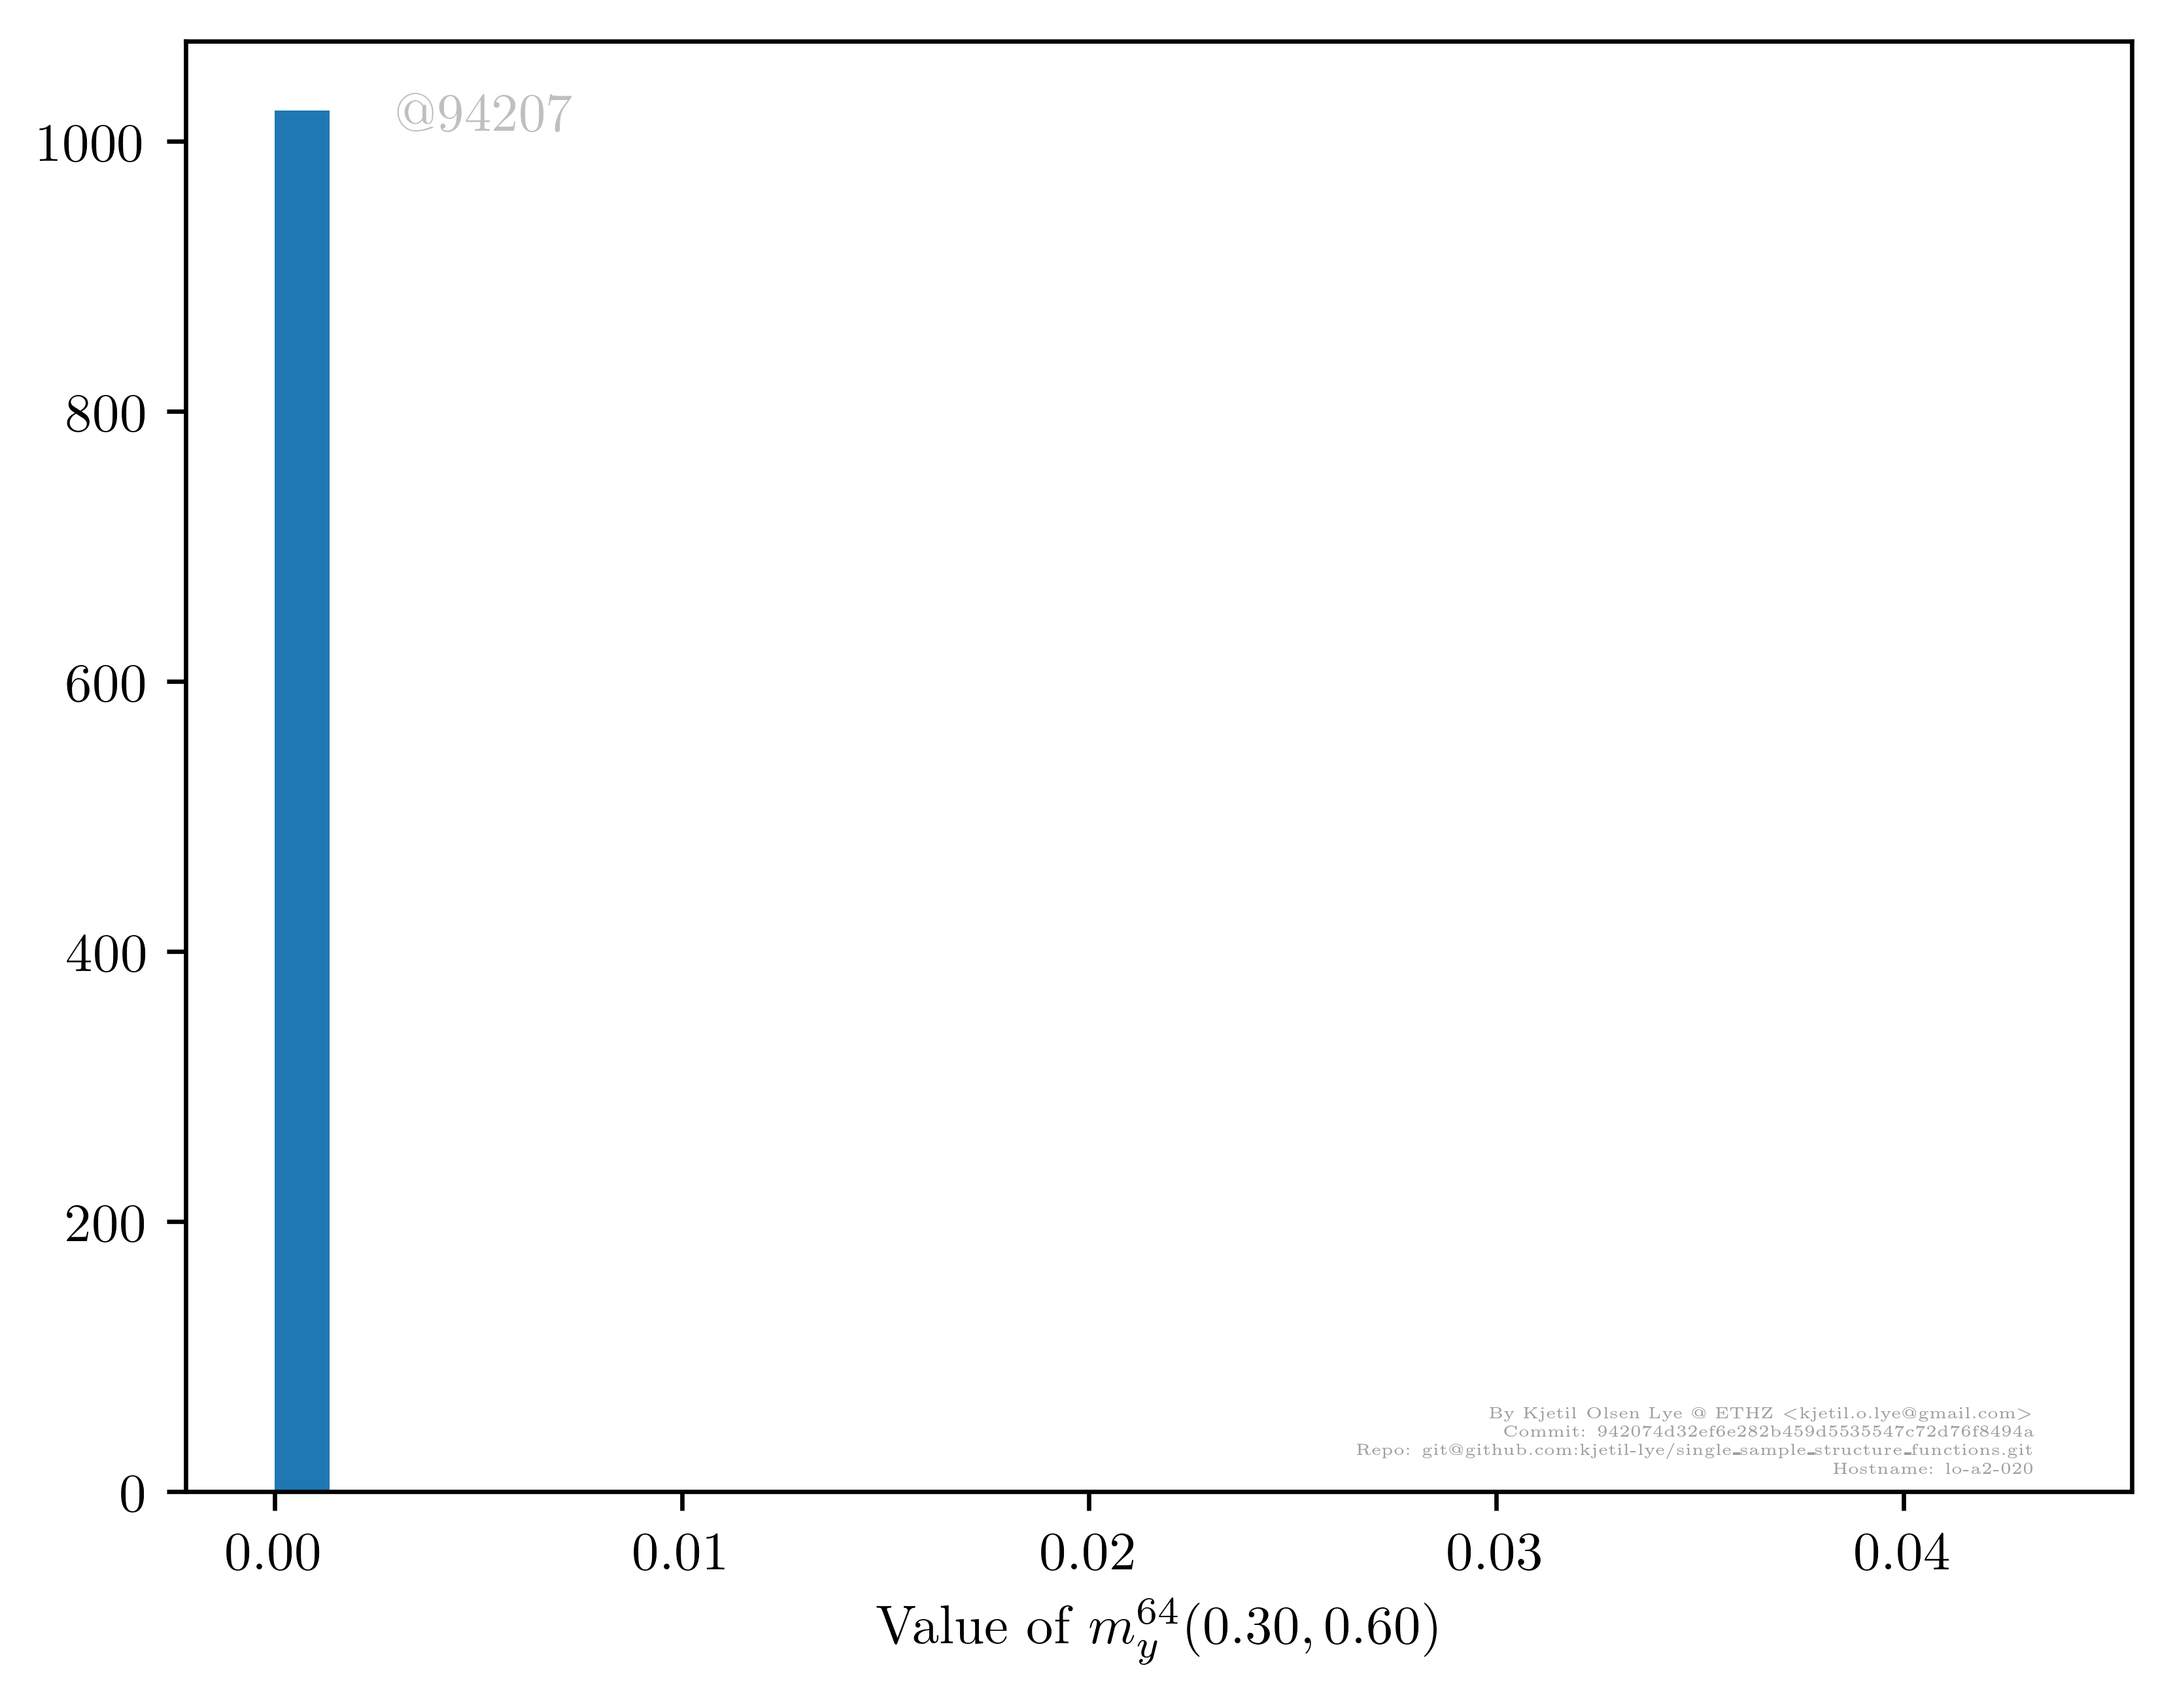 @94207
1000
800
600
400
200
0
By Kjetil Olsen Lye @ ETHZ <kjetil.o.lye@gmail.com>
Commit: 942074d32ef6e282b459d5535547c72d76f8494a
Repo: git@github.com:kjetil-lye/single_sample_structure_functions.git
Hostname: lo-a2-020
0.00 0.01 0.02 0.03 0.04
Value of $m_y^{64}(0.30, 0.60)$